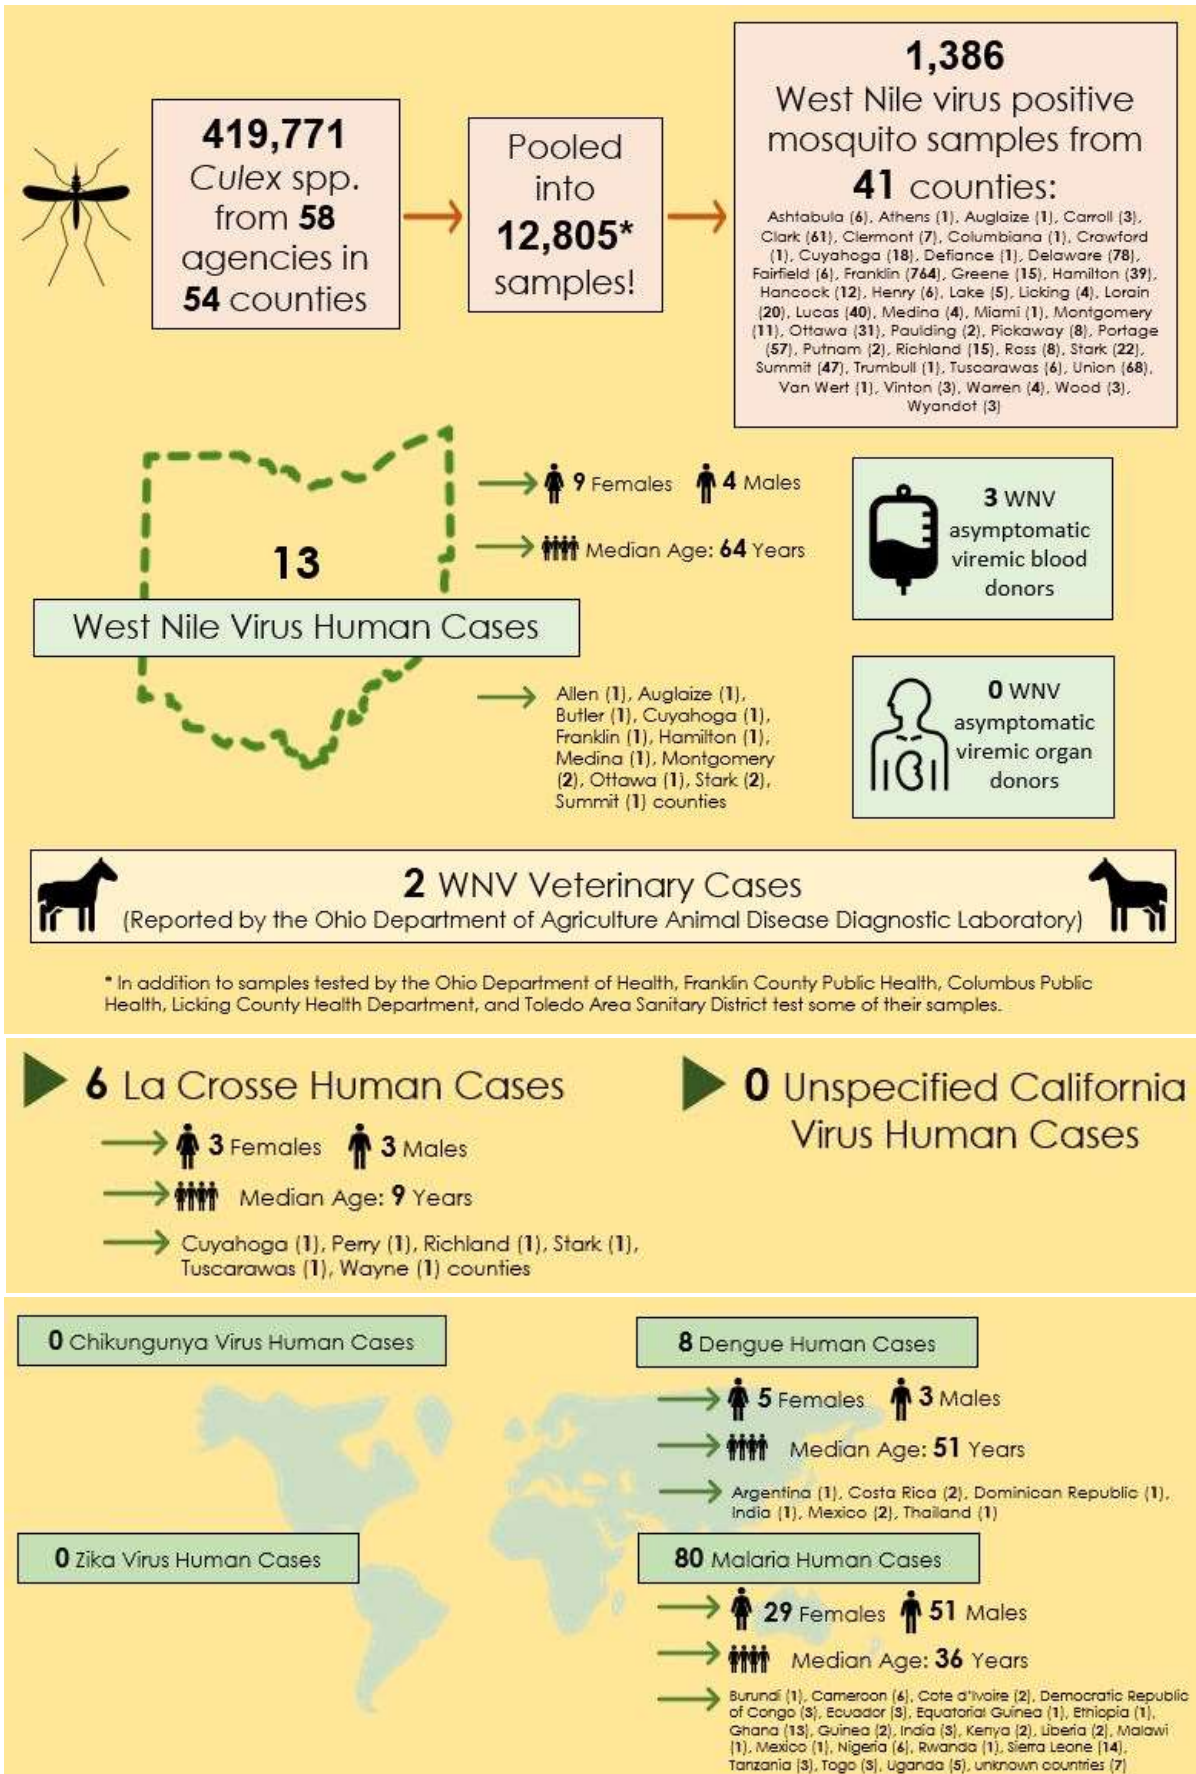 419,771
Culex spp.
from 58
agencies in
54 counties
Pooled
into
12,805*
samples!
1,386
West Nile virus positive
mosquito samples from
41 counties:
Ashtabula (6), Athens (1), Auglaize (1), Carroll (3),
Clark (61), Clermont (7), Columbiana (1), Crawford
(1), Cuyahoga (18), Defiance (1), Delaware (78),
Fairfield (6), Franklin (764), Greene (15), Hamilton (39),
Hancock (12), Henry (6), Lake (5), Licking (4), Lorain
(20), Lucas (40), Medina (4), Miami (1), Montgomery
(11), Ottawa (31), Paulding (2), Pickaway (8), Portage
(57), Putnam (2), Richland (15), Ross (8), Stark (22),
Summit (47), Trumbull (1), Tuscarawas (6), Union (68),
Van Wert (1), Vinton (3), Warren (4), Wood (3),
Wyandot (3)
13
West Nile Virus Human Cases
9 Females 4 Males
Median Age: 64 Years
Allen (1), Auglaize (1),
Butler (1), Cuyahoga (1),
Franklin (1), Hamilton (1),
Medina (1), Montgomery
(2), Ottawa (1), Stark (2),
Summit (1) counties
3 WNV
asymptomatic
viremic blood
donors
0 WNV
asymptomatic
viremic organ
donors
2 WNV Veterinary Cases
(Reported by the Ohio Department of Agriculture Animal Disease Diagnostic Laboratory)
* In addition to samples tested by the Ohio Department of Health, Franklin County Public Health, Columbus Public
Health, Licking County Health Department, and Toledo Area Sanitary District test some of their samples.
6 La Crosse Human Cases
3 Females 3 Males
Median Age: 9 Years
Cuyahoga (1), Perry (1), Richland (1), Stark (1),
Tuscarawas (1), Wayne (1) counties
0 Unspecified California
Virus Human Cases
0 Chikungunya Virus Human Cases
0 Zika Virus Human Cases
8 Dengue Human Cases
5 Females 3 Males
Median Age: 51 Years
Argentina (1), Costa Rica (2), Dominican Republic (1),
India (1), Mexico (2), Thailand (1)
80 Malaria Human Cases
29 Females 51 Males
Median Age: 36 Years
Burundi (1), Cameroon (6), Cote d'Ivoire (2), Democratic Republic
of Congo (3), Ecuador (3), Equatorial Guinea (1), Ethiopia (1),
Ghana (13), Guinea (2), India (3), Kenya (2), Liberia (2), Malawi
(1), Mexico (1), Nigeria (6), Rwanda (1), Sierra Leone (14),
Tanzania (3), Togo (3), Uganda (5), unknown countries (7)